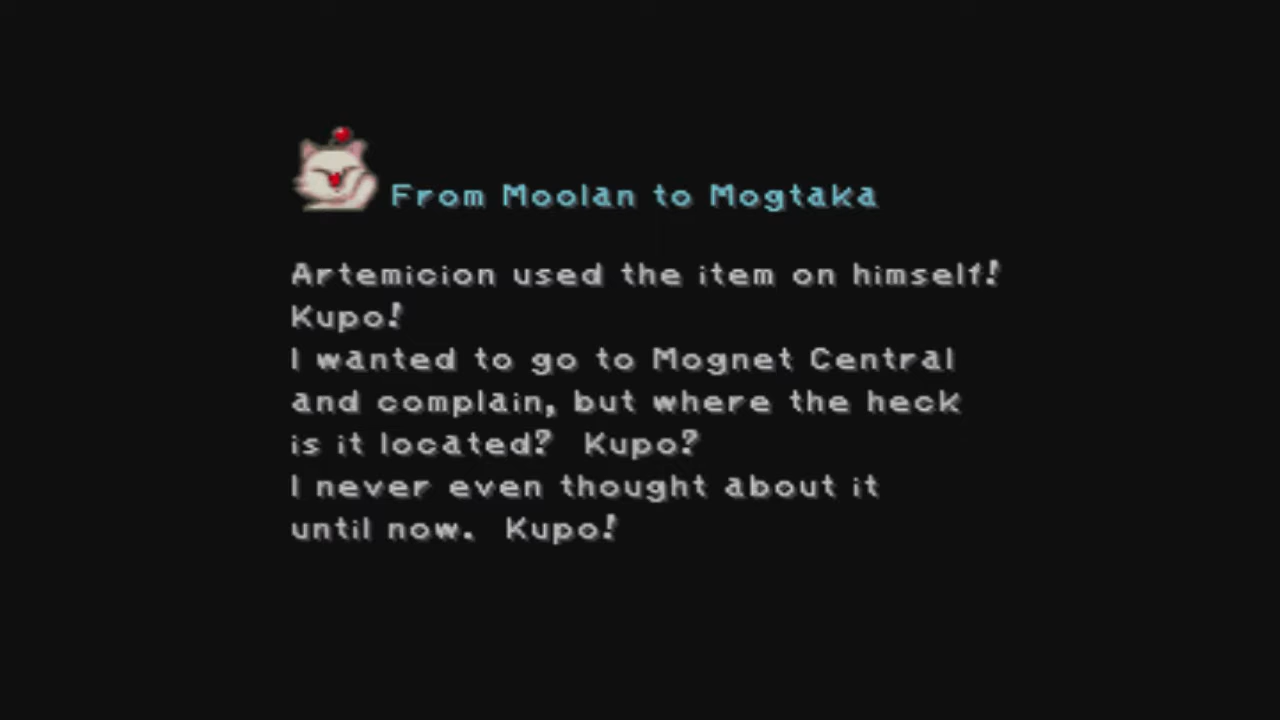 From Moolan to Mogtaka
Artemicion used the item on himself!
Kupo!
I wanted to go to Mognet Central
and complain, but where the heck
is it located? Kupo?
I never even thought about it
until now. Kupo!